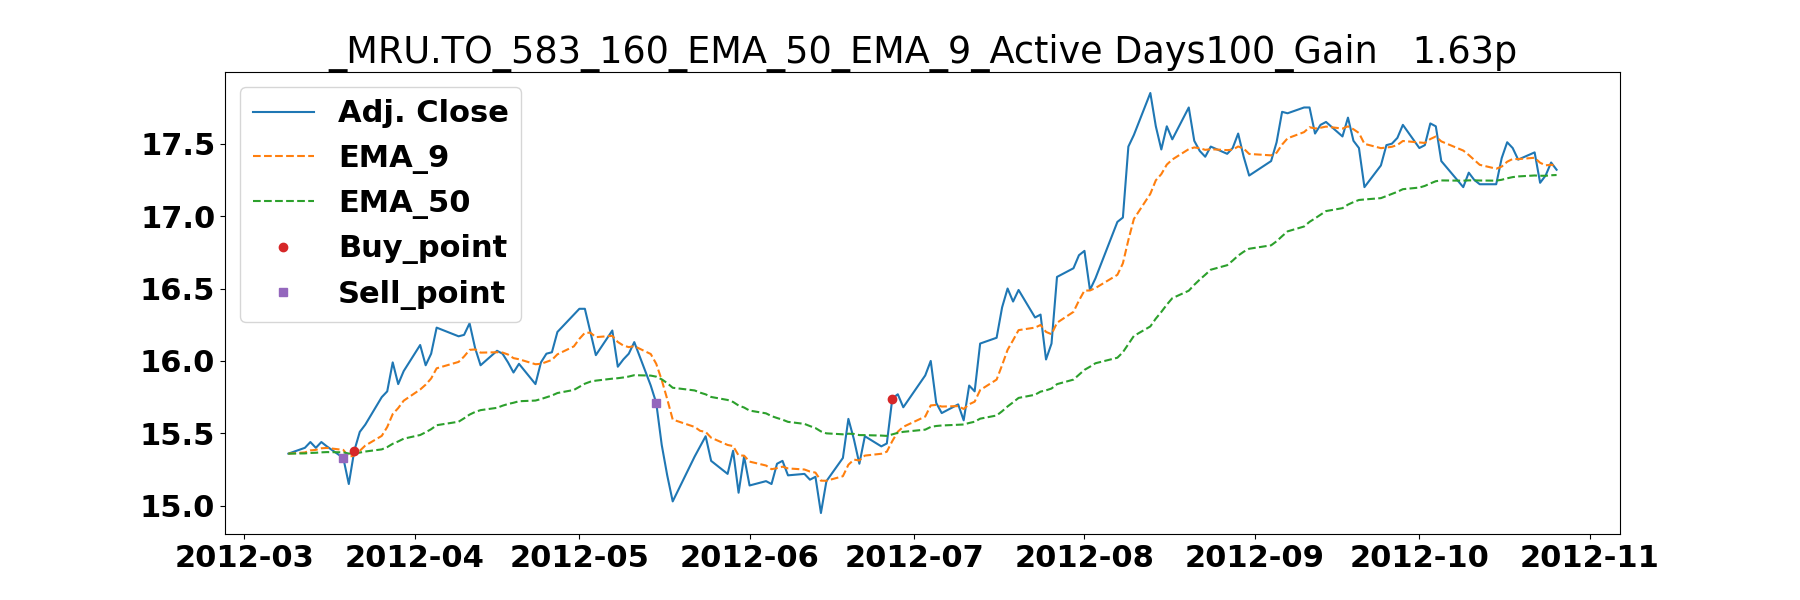 _MRU.TO_583_160_EMA_50_EMA_9_Active Days100_Gain   1.63p
Adj. Close
EMA_9
EMA_50
Buy_point
Sell_point
17.5
17.0
16.5
16.0
15.5
15.0
2012-03 2012-04 2012-05 2012-06 2012-07 2012-08 2012-09 2012-10 2012-11